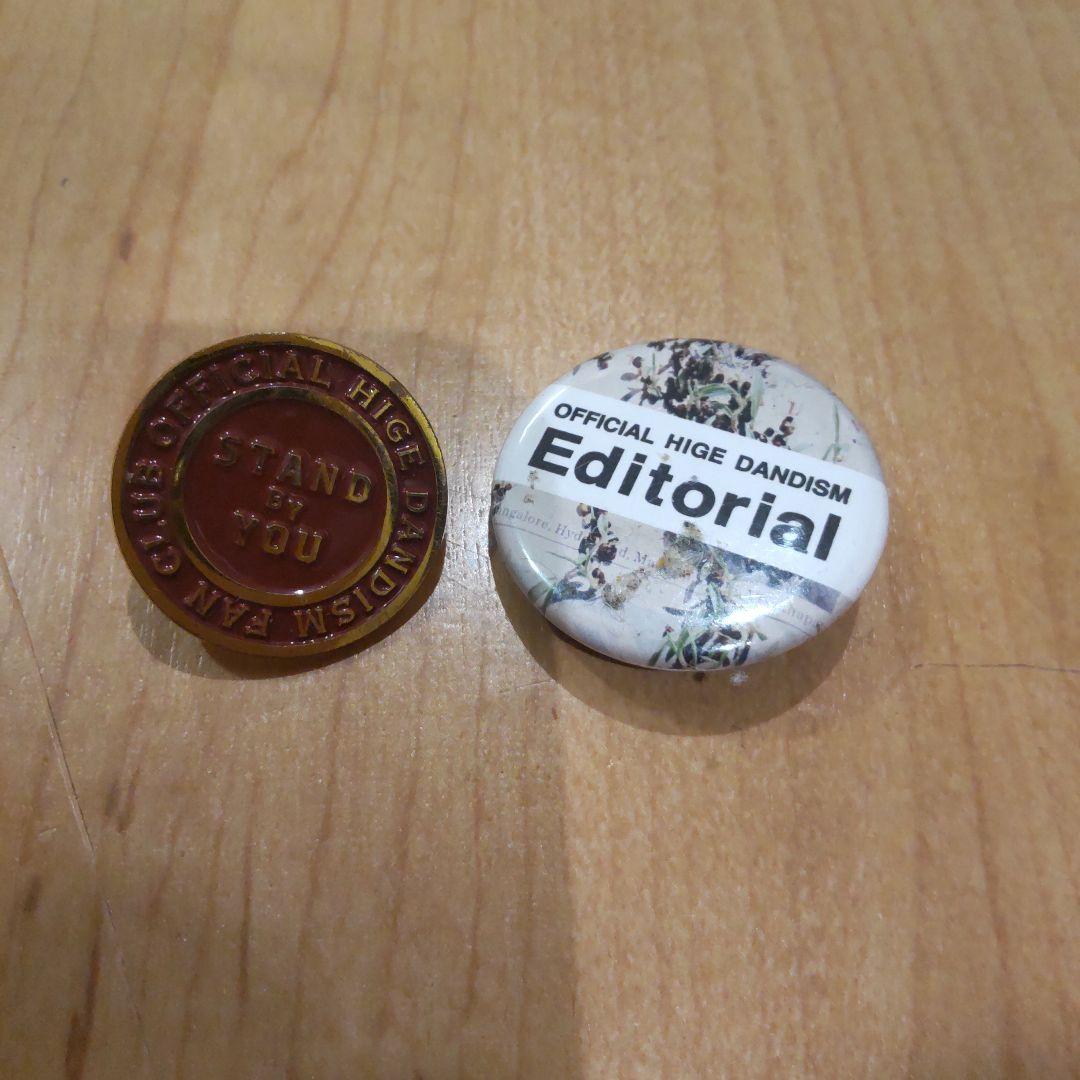 OFFICIAL HIGE DANDISM FAN CLUB
STAND
BY
YOU
OFFICIAL HIGE DANDISM
Editorial